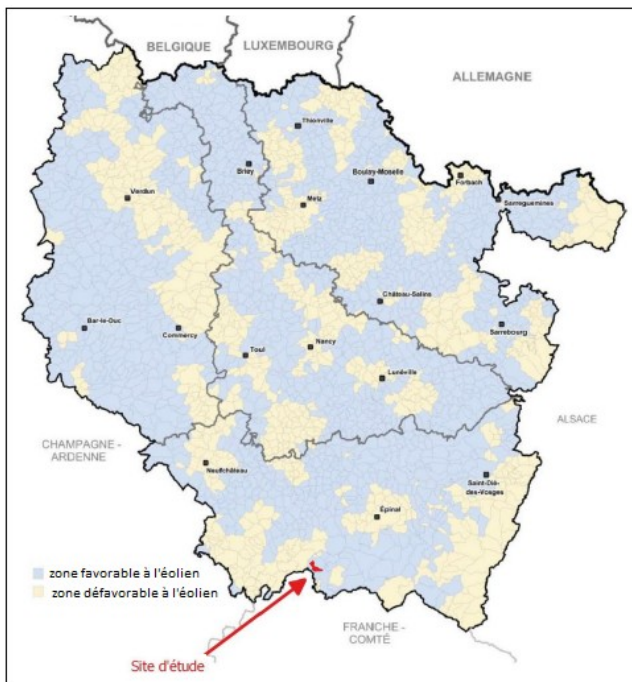 BELGIQUE
LUXEMBOURG
ALLEMAGNE
Thionville
Briey
Boulay-Moselle
Forbach
Verdun
Metz
Sarreguemines
Château-Salins
Bar-le-Duc
Commercy
Sarrebourg
Toul
Nancy
Lunéville
ALSACE
CHAMPAGNE -
ARDENNE
Neufchâteau
Saint-Dié-
des-Vosges
Épinal
zone favorable à l'éolien
zone défavorable à l'éolien
FRANCHE -
COMTÉ
Site d'étude